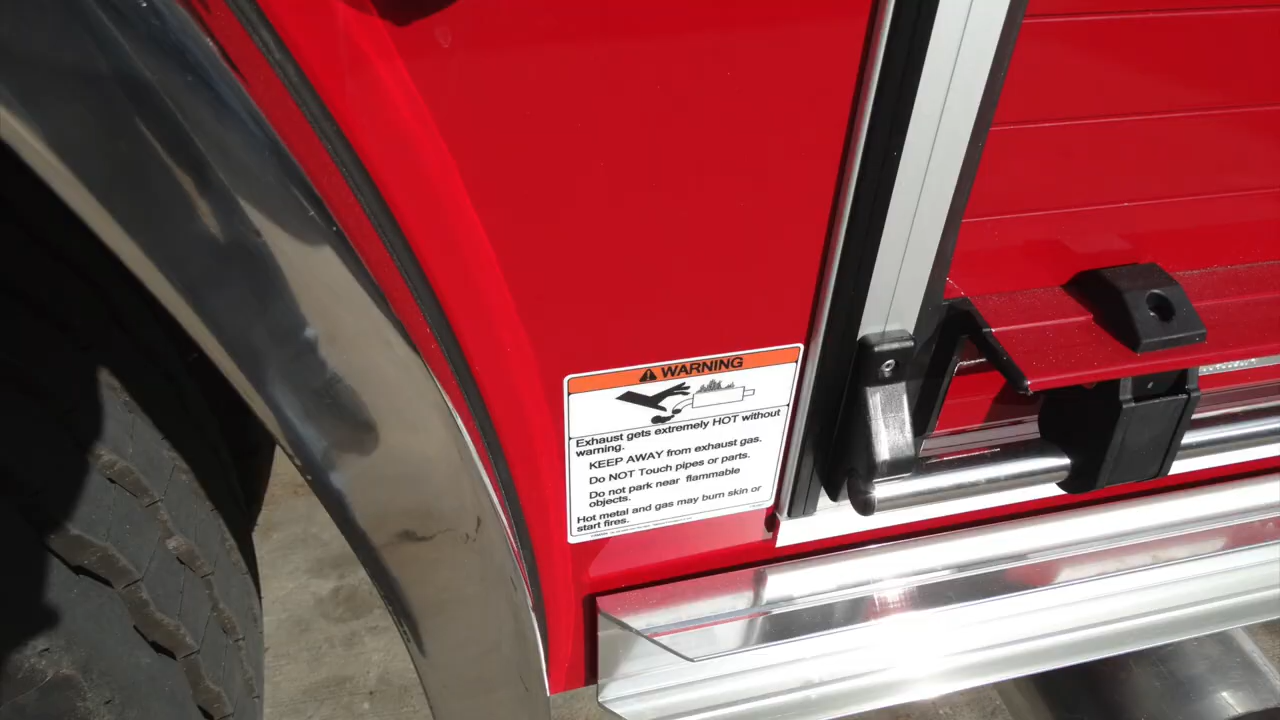 WARNING
Exhaust gets extremely HOT without
warning.
KEEP AWAY from exhaust gas.
Do NOT Touch pipes or parts.
Do not park near flammable
objects.
Hot metal and gas may burn skin or
start fires.